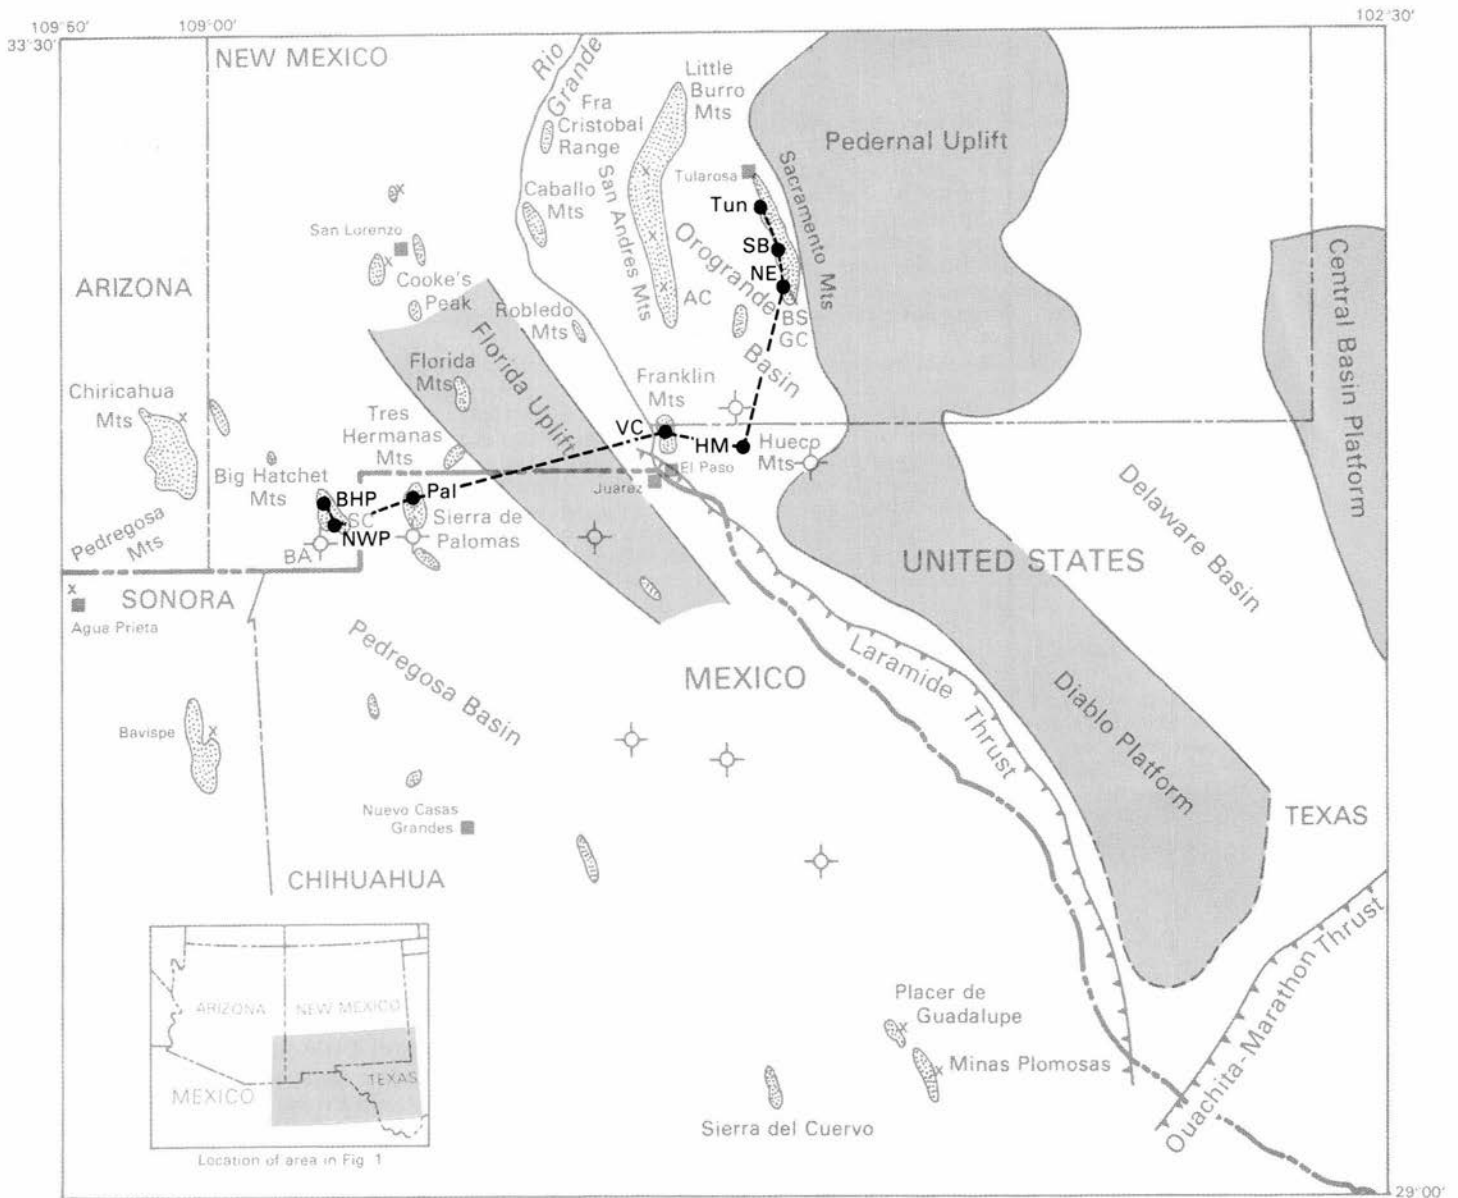 109°50'
109°00'
102°30'
33°30'
NEW MEXICO
Rio
Grande
Little
Burro
Mts
Fra
Cristobal
Range
Pedernal Uplift
San Andres Mts
Tularosa
Sacramento Mts
Caballo
Mts
Tun
San Lorenzo
Orogrande
Basin
SB
NE
Central Basin Platform
ARIZONA
Cooke's
Peak
AC
Robledo
Mts
BS
GC
Florida Uplift
Florida
Mts
Franklin
Mts
Chiricahua
Mts
Tres
Hermanas
Mts
VC
HM
Hueco
Mts
El Paso
Juarez
Big Hatchet
Mts
BHP
Pal
SC
NWP
Sierra de
Palomas
BA
Pedregosa
Mts
Delaware Basin
UNITED STATES
SONORA
Agua Prieta
Pedregosa Basin
MEXICO
Laramide Thrust
Diablo Platform
Bavispe
Nuevo Casas
Grandes
TEXAS
CHIHUAHUA
Ouachita-Marathon Thrust
Placer de
Guadalupe
Minas Plomosas
Sierra del Cuervo
ARIZONA
NEW MEXICO
TEXAS
MEXICO
Location of area in Fig 1
29°00'